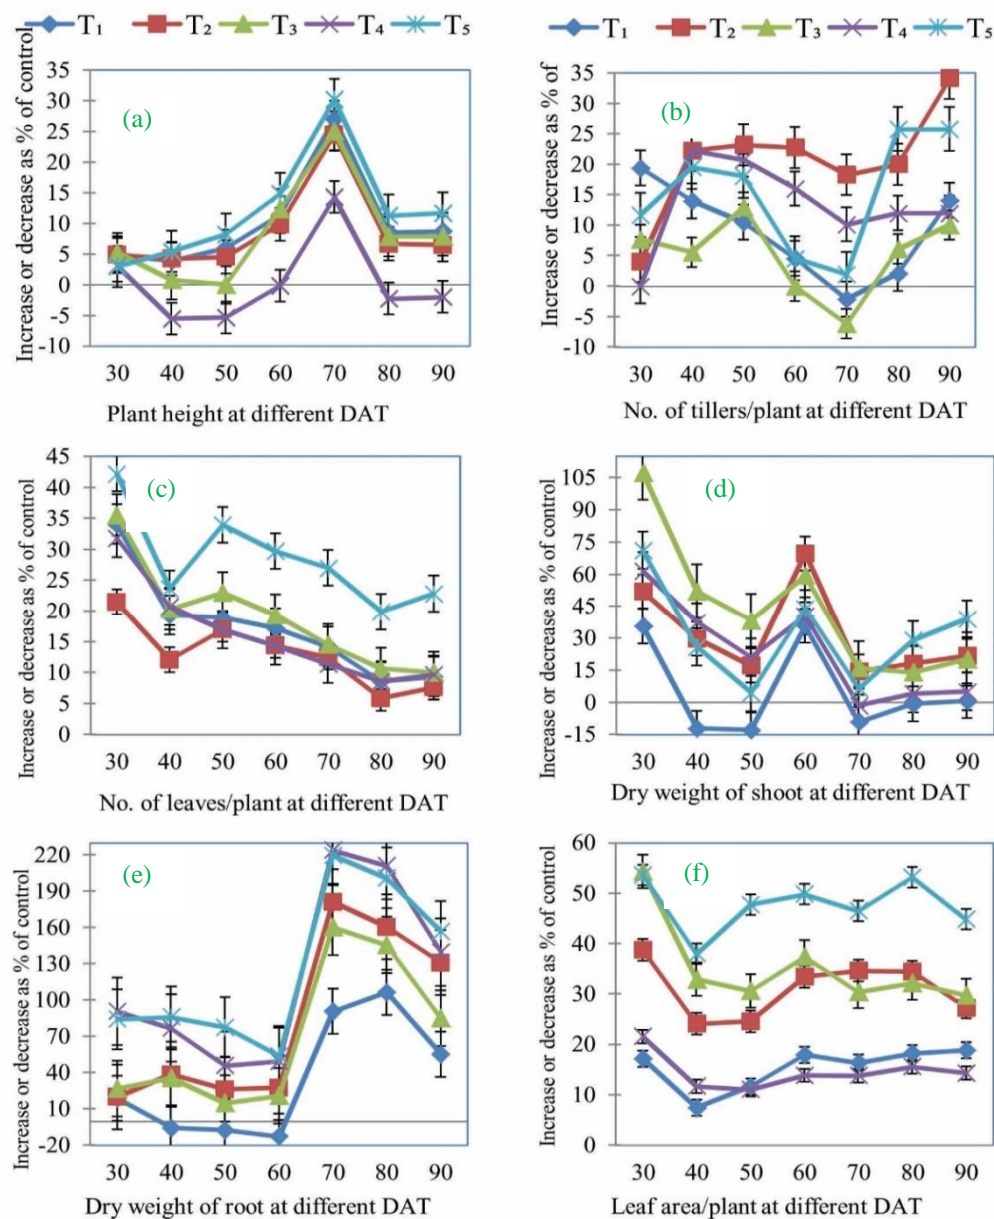 T₁ T₂ T₃ T₄ T₅
T₁ T₂ T₃ T₄ T₅
Increase or decrease as % of control
35
30
25
20
15
10
5
0
-5
-10
(a)
30 40 50 60 70 80 90
Plant height at different DAT
Increase or decrease as % of
35
30
25
20
15
10
5
0
-5
-10
(b)
30 40 50 60 70 80 90
No. of tillers/plant at different DAT
Increase or decrease as % of control
45
40
35
30
25
20
15
10
5
0
(c)
30 40 50 60 70 80 90
No. of leaves/plant at different DAT
Increase or decrease as % of control
105
90
75
60
45
30
15
0
-15
(d)
30 40 50 60 70 80 90
Dry weight of shoot at different DAT
Increase or decrease as % of control
220
190
160
130
100
70
40
10
-20
(e)
30 40 50 60 70 80 90
Dry weight of root at different DAT
Increase or decrease as % of control
60
50
40
30
20
10
0
(f)
30 40 50 60 70 80 90
Leaf area/plant at different DAT